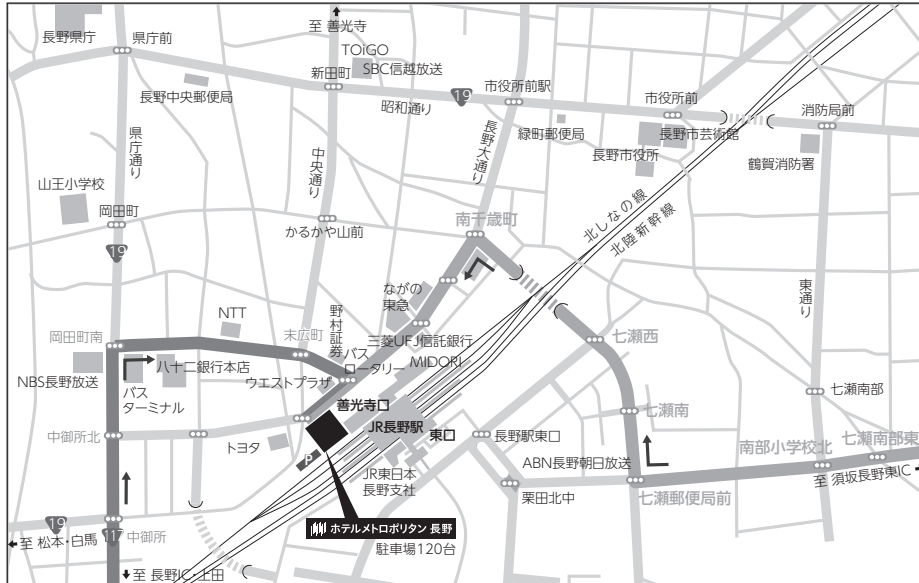 至 善光寺
長野県庁
県庁前
TOiGO
SBC信越放送
新田町
市役所前駅
長野中央郵便局
昭和通り
19
市役所前
消防局前
緑町郵便局
長野市芸術館
長野市役所
鶴賀消防署
県庁通り
中央通り
長野大通り
山王小学校
岡田町
かるかや山前
南千歳町
北しなの線
北陸新幹線
19
東通り
ながの
東急
NTT
末広町
野村証券
岡田町南
三菱UFJ信託銀行
七瀬西
バス
ロータリー
MIDORI
NBS長野放送
八十二銀行本店
ウエストプラザ
バス
ターミナル
善光寺口
七瀬南部
七瀬南
JR長野駅
東口
長野駅東口
中御所北
トヨタ
南部小学校北
七瀬南部東
P
ABN長野朝日放送
JR東日本
長野支社
至 須坂長野東IC
栗田北中
七瀬郵便局前
19
ホテルメトロポリタン 長野
117
中御所
至 松本・白馬
駐車場120台
至 長野IC・上田